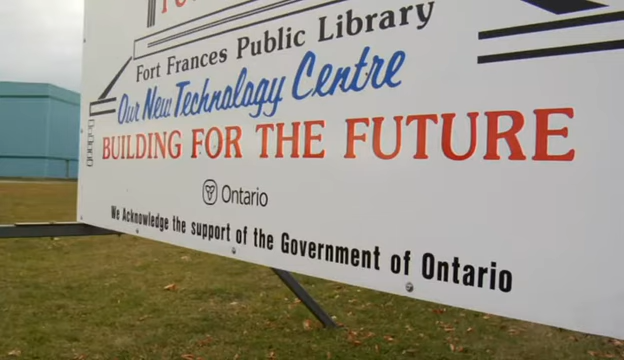 Fort Frances Public Library
Our New Technology Centre
BUILDING FOR THE FUTURE
Ontario
We Acknowledge the support of the Government of Ontario